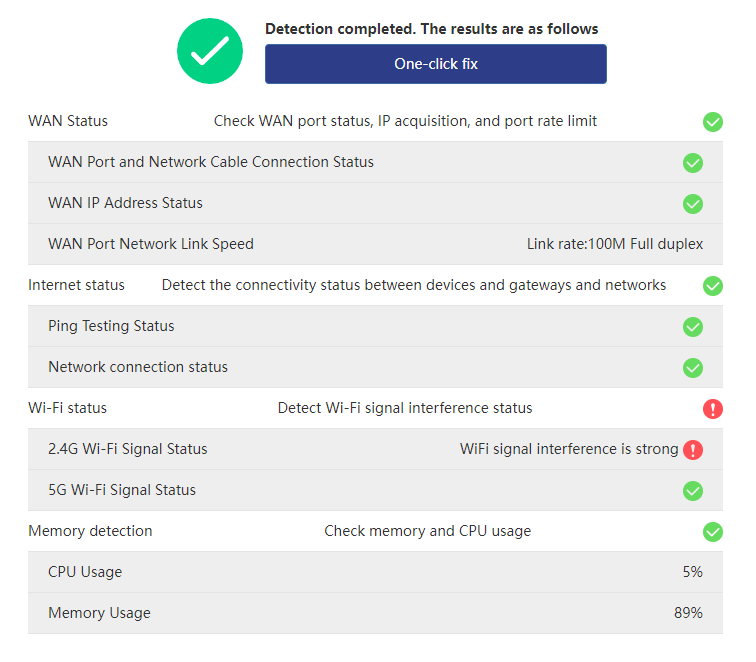 Detection completed. The results are as follows
One-click fix
WAN Status Check WAN port status, IP acquisition, and port rate limit
WAN Port and Network Cable Connection Status
WAN IP Address Status
WAN Port Network Link Speed Link rate:100M Full duplex
Internet status Detect the connectivity status between devices and gateways and networks
Ping Testing Status
Network connection status
Wi-Fi status Detect Wi-Fi signal interference status
2.4G Wi-Fi Signal Status WiFi signal interference is strong
5G Wi-Fi Signal Status
Memory detection Check memory and CPU usage
CPU Usage 5%
Memory Usage 89%